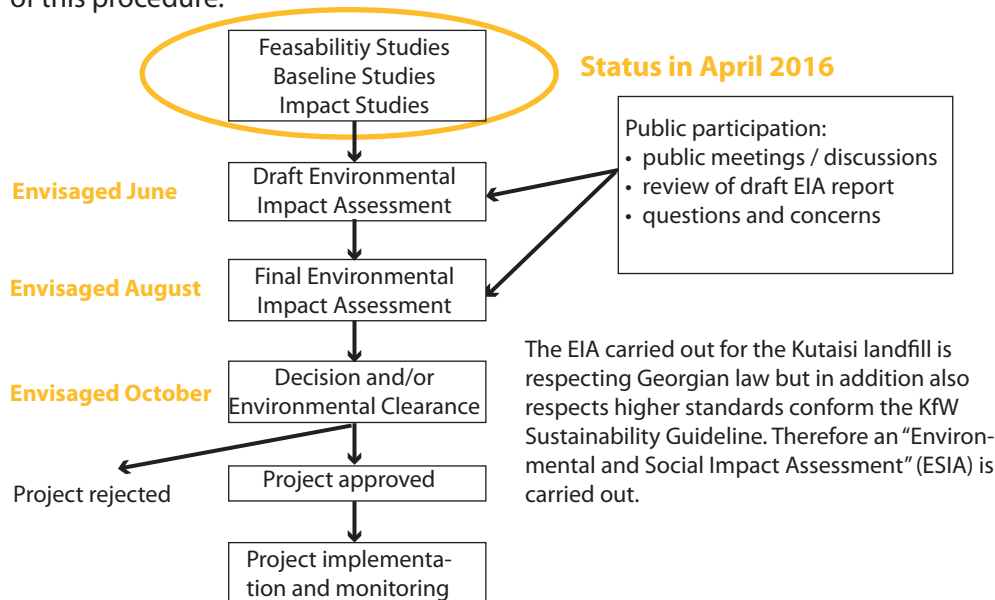 of this procedure.
Feasabilitiy Studies
Baseline Studies
Impact Studies
Status in April 2016
Public participation:
• public meetings / discussions
• review of draft EIA report
• questions and concerns
Envisaged June
Draft Environmental
Impact Assessment
Envisaged August
Final Environmental
Impact Assessment
The EIA carried out for the Kutaisi landfill is
respecting Georgian law but in addition also
respects higher standards conform the KfW
Sustainability Guideline. Therefore an “Environ-
mental and Social Impact Assessment” (ESIA) is
carried out.
Envisaged October
Decision and/or
Environmental Clearance
Project rejected
Project approved
Project implementa-
tion and monitoring